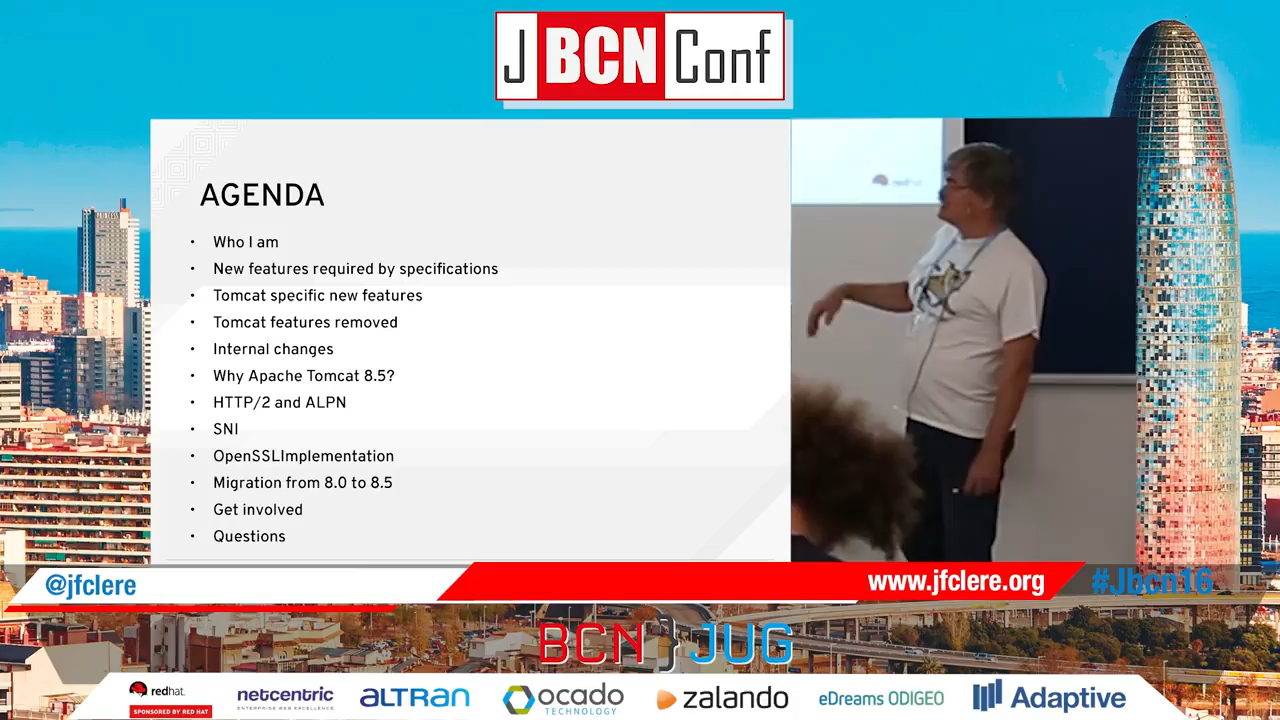 J BCN Conf
AGENDA
• Who I am
• New features required by specifications
• Tomcat specific new features
• Tomcat features removed
• Internal changes
• Why Apache Tomcat 8.5?
• HTTP/2 and ALPN
• SNI
• OpenSSLImplementation
• Migration from 8.0 to 8.5
• Get involved
• Questions
redhat
@jfclere
www.jfclere.org
#Jbcn16
BCN JUG
redhat.
SPONSORED BY RED HAT
netcentric
ENTERPRISE WEB EXCELLENCE
ALTRAN
ocado
TECHNOLOGY
zalando
eDreams ODIGEO
Adaptive